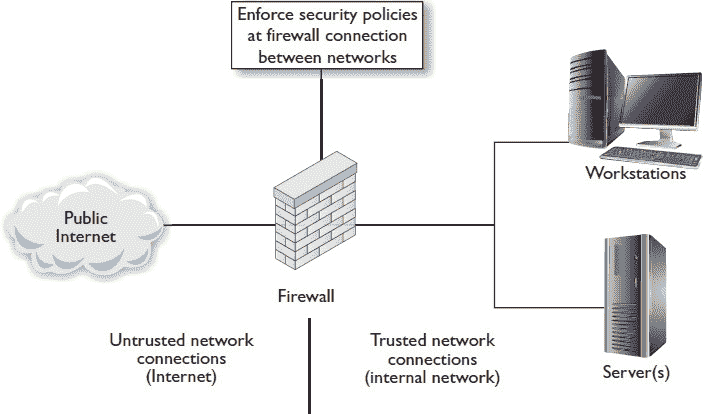 Enforce security policies
at firewall connection
between networks
Workstations
Public
Internet
Firewall
Untrusted network
connections
(Internet)
Trusted network
connections
(internal network)
Server(s)